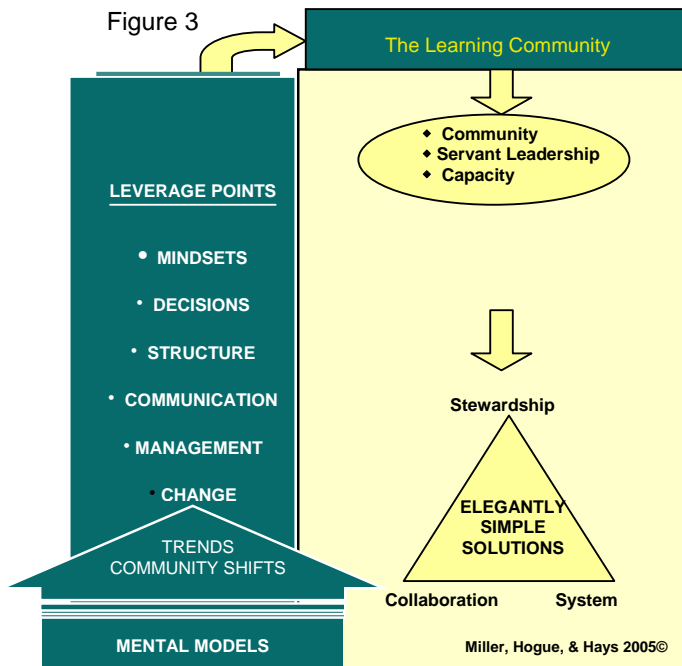 Figure 3
The Learning Community
◆ Community
◆ Servant Leadership
◆ Capacity
LEVERAGE POINTS
• MINDSETS
• DECISIONS
• STRUCTURE
• COMMUNICATION
• MANAGEMENT
• CHANGE
TRENDS
COMMUNITY SHIFTS
MENTAL MODELS
Stewardship
ELEGANTLY
SIMPLE
SOLUTIONS
Collaboration System
Miller, Hogue, & Hays 2005©